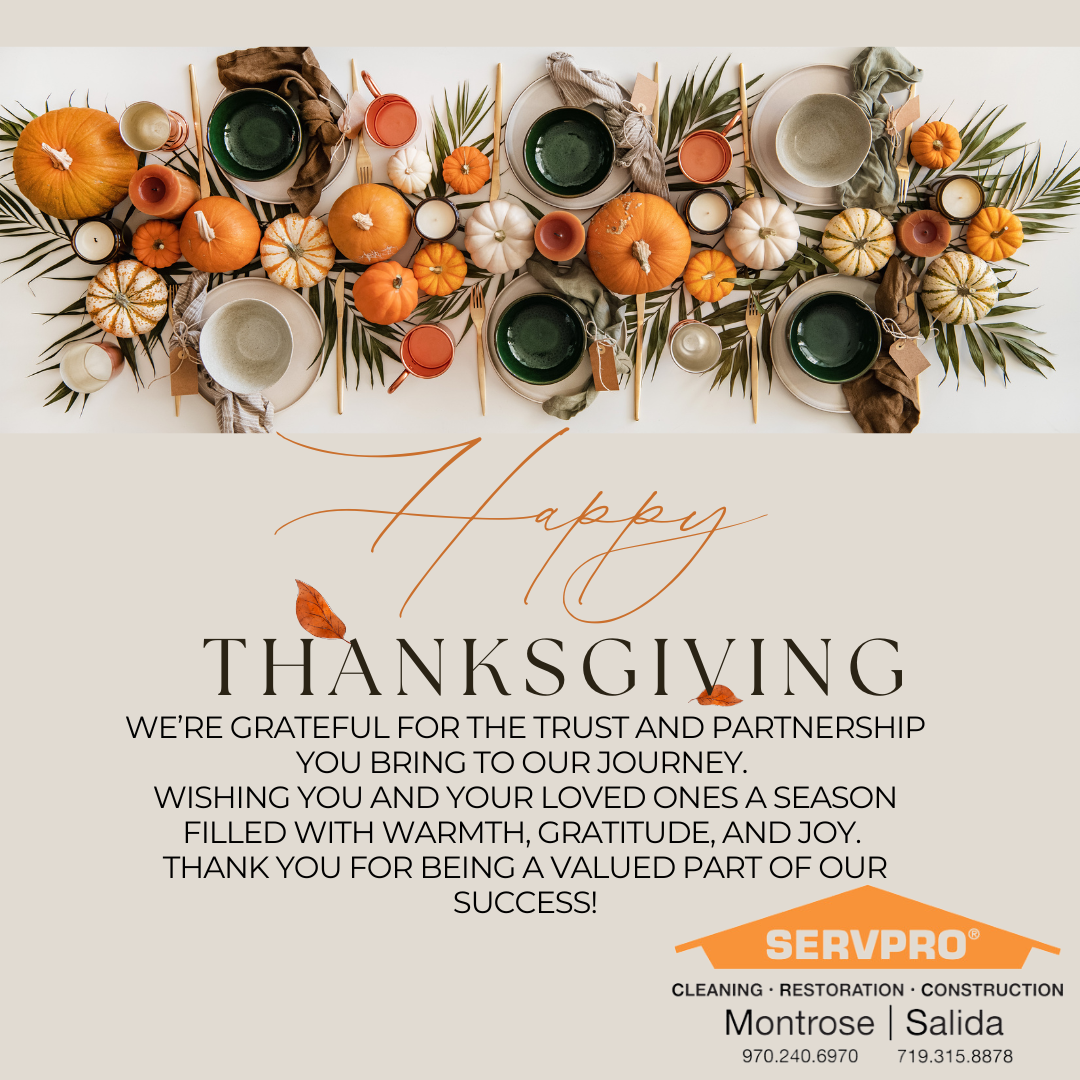 Happy
THANKSGIVING
WE'RE GRATEFUL FOR THE TRUST AND PARTNERSHIP
YOU BRING TO OUR JOURNEY.
WISHING YOU AND YOUR LOVED ONES A SEASON
FILLED WITH WARMTH, GRATITUDE, AND JOY.
THANK YOU FOR BEING A VALUED PART OF OUR
SUCCESS!
SERVPRO®
CLEANING · RESTORATION · CONSTRUCTION
Montrose | Salida
970.240.6970 719.315.8878